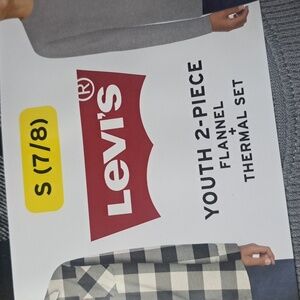 S (7/8)
Levi's®
YOUTH 2-PIECE
FLANNEL
+
THERMAL SET